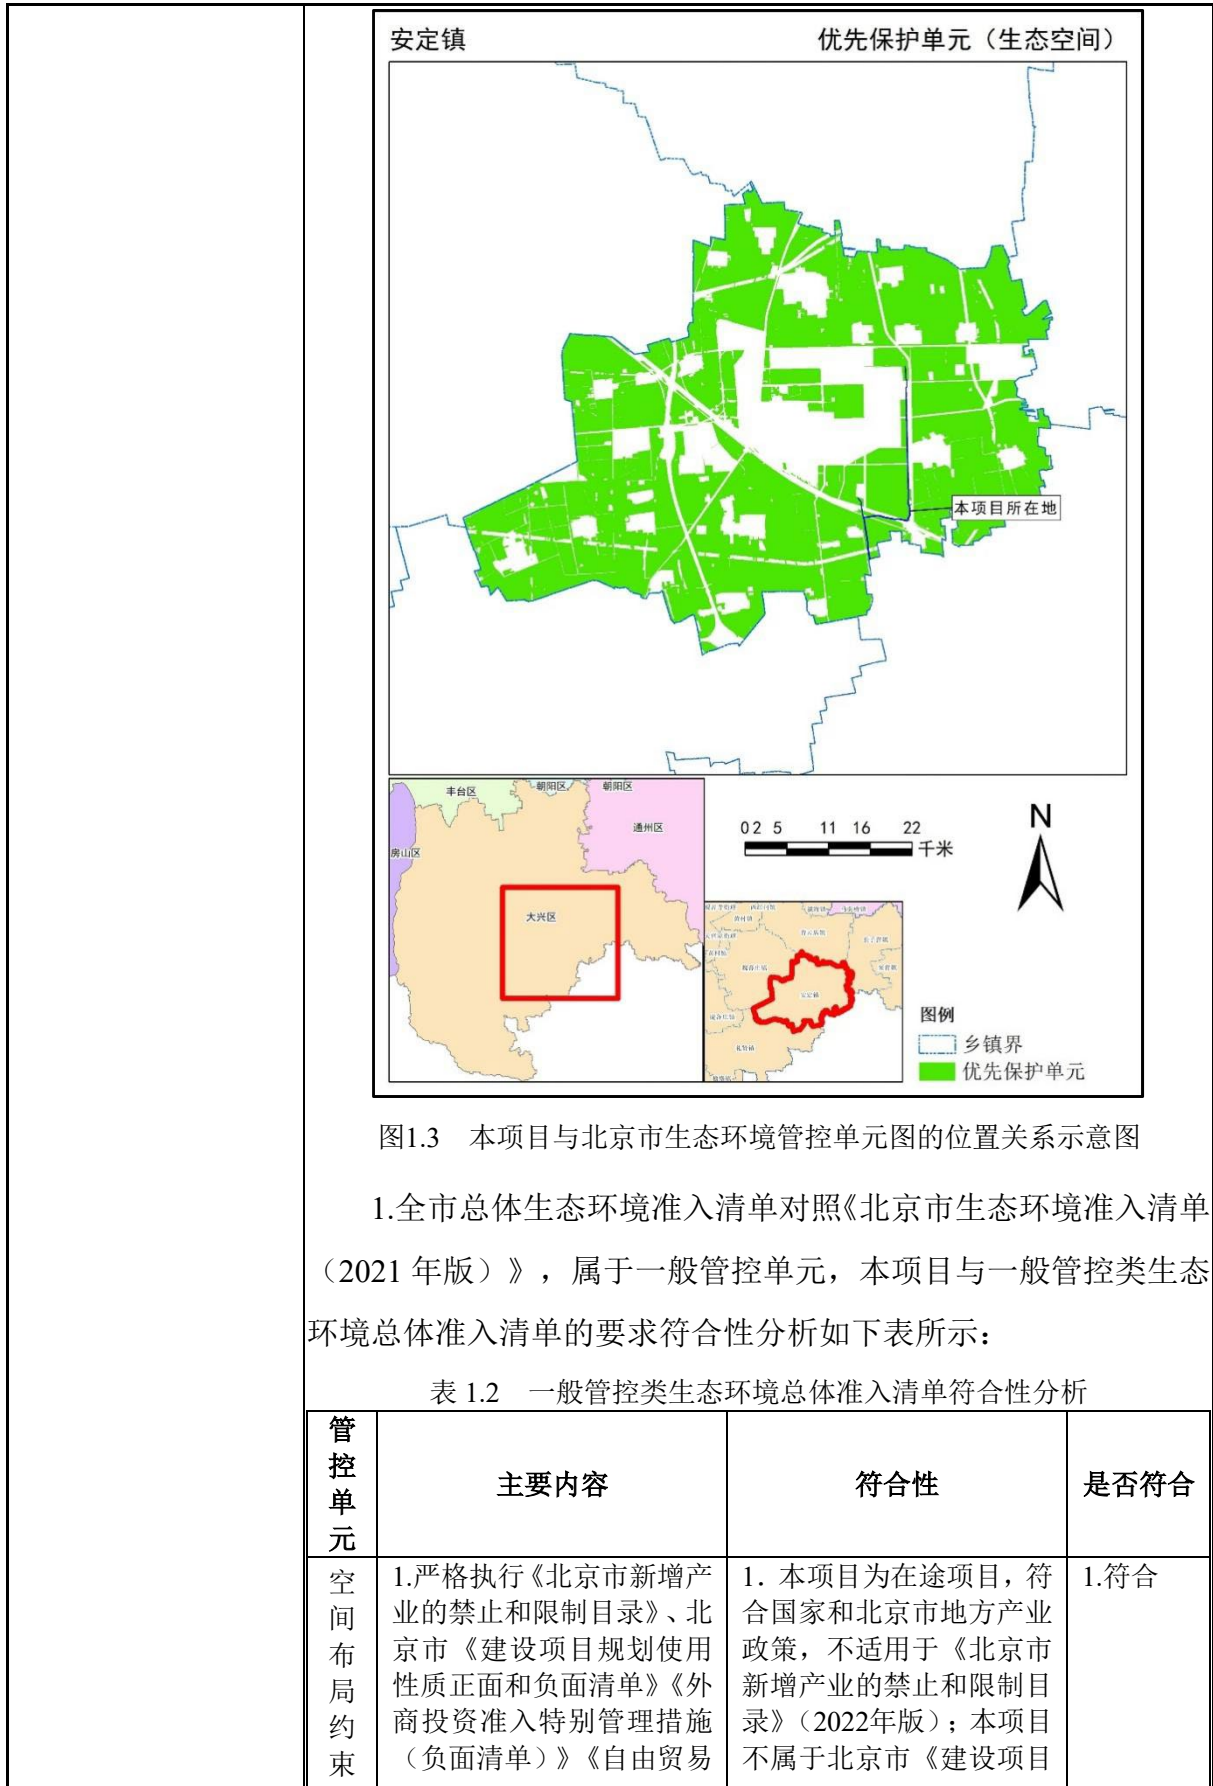 安定镇 优先保护单元（生态空间）
本项目所在地
丰台区 朝阳区 朝阳区
通州区
房山区
大兴区
0 2 5 11 16 22
千米
N
安定镇
礼贤镇
图例
乡镇界
优先保护单元
图1.3 本项目与北京市生态环境管控单元图的位置关系示意图
1.全市总体生态环境准入清单对照《北京市生态环境准入清单
（2021 年版）》，属于一般管控单元，本项目与一般管控类生态
环境总体准入清单的要求符合性分析如下表所示：
表 1.2 一般管控类生态环境总体准入清单符合性分析
管
控
单
元
主要内容
符合性
是否符合
空
间
布
局
约
束
1.严格执行《北京市新增产
业的禁止和限制目录》、北
京市《建设项目规划使用
性质正面和负面清单》《外
商投资准入特别管理措施
（负面清单）》《自由贸易
1. 本项目为在途项目，符
合国家和北京市地方产业
政策，不适用于《北京市
新增产业的禁止和限制目
录》（2022年版）；本项目
不属于北京市《建设项目
1.符合